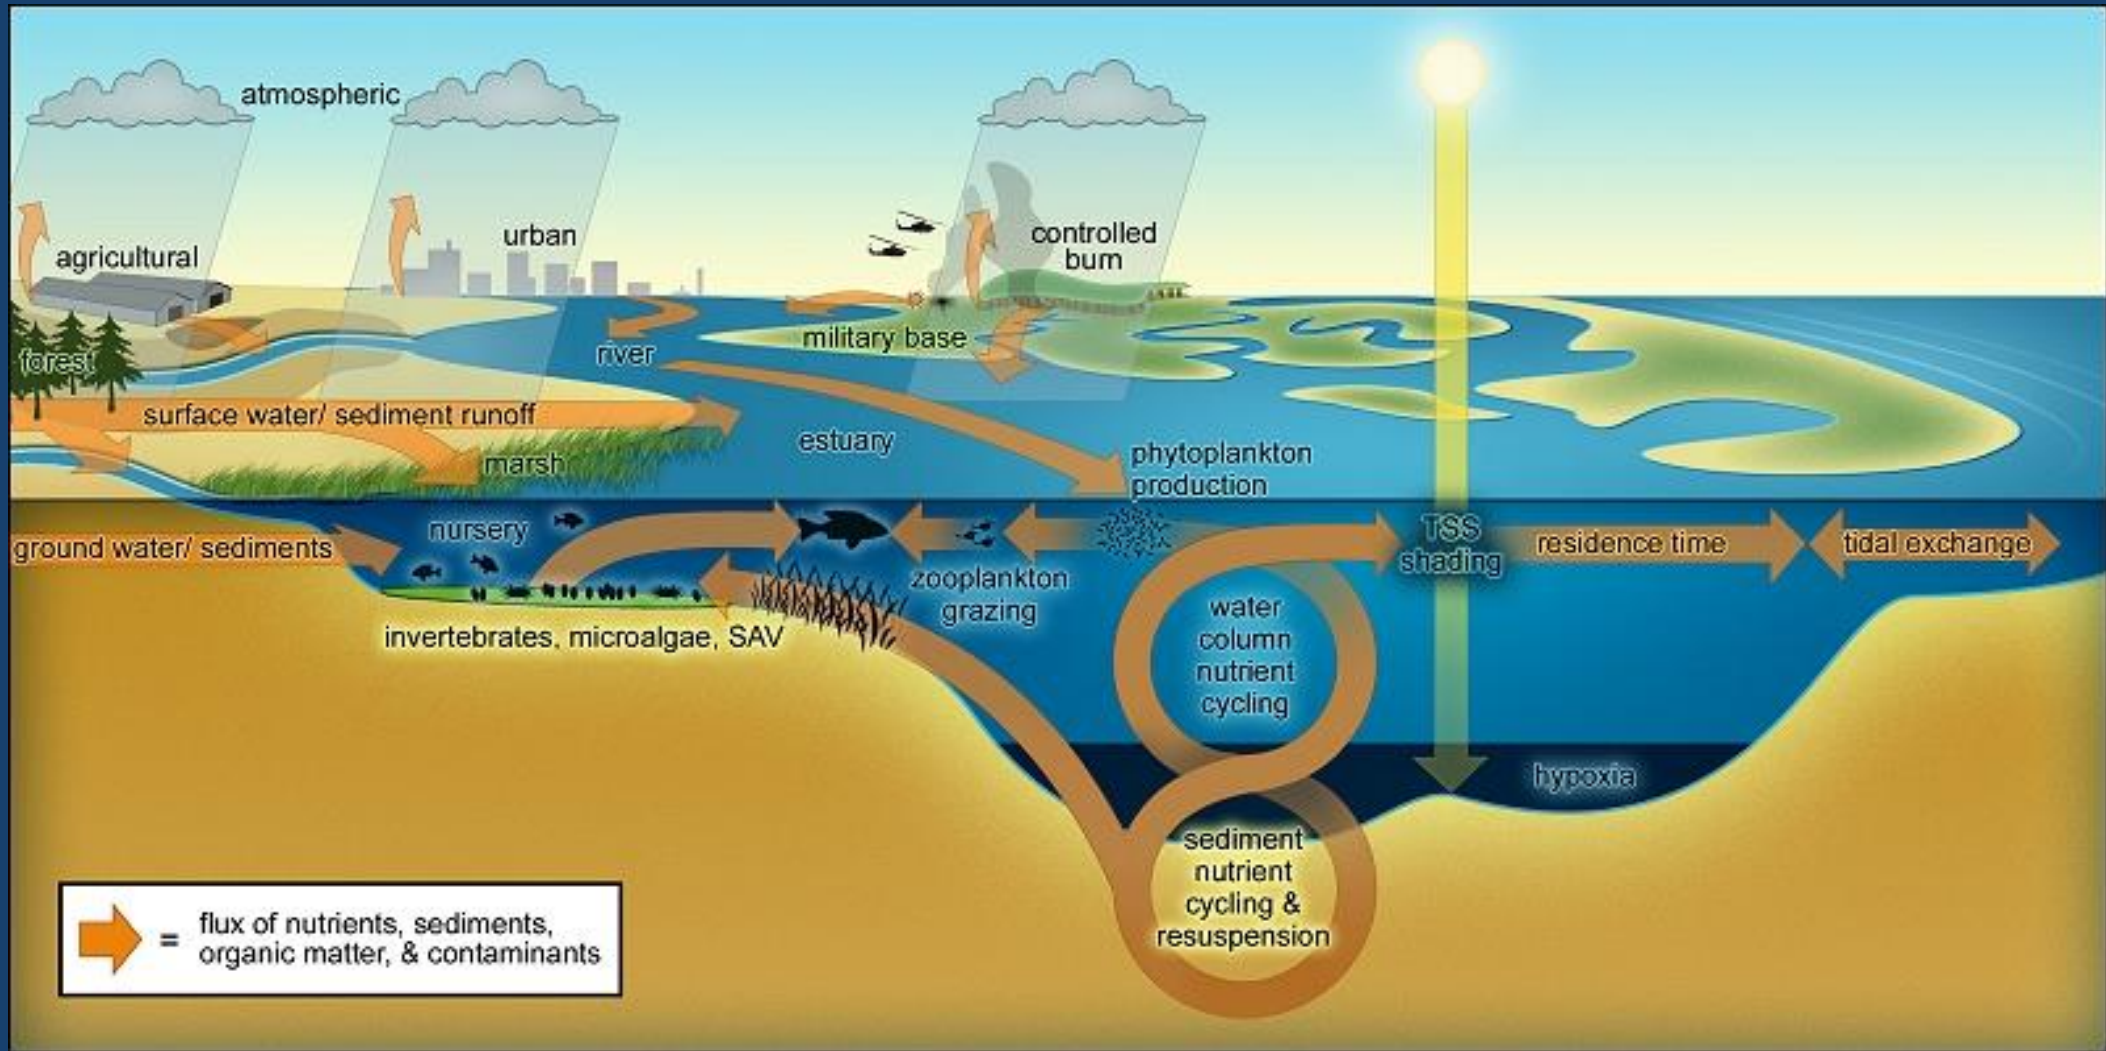 atmospheric
agricultural
urban
controlled
burn
forest
river
military base
surface water/ sediment runoff
estuary
marsh
phytoplankton
production
nursery
ground water/ sediments
TSS
shading
residence time
tidal exchange
zooplankton
grazing
invertebrates, microalgae, SAV
water
column
nutrient
cycling
hypoxia
sediment
nutrient
cycling &
resuspension
= flux of nutrients, sediments,
organic matter, & contaminants